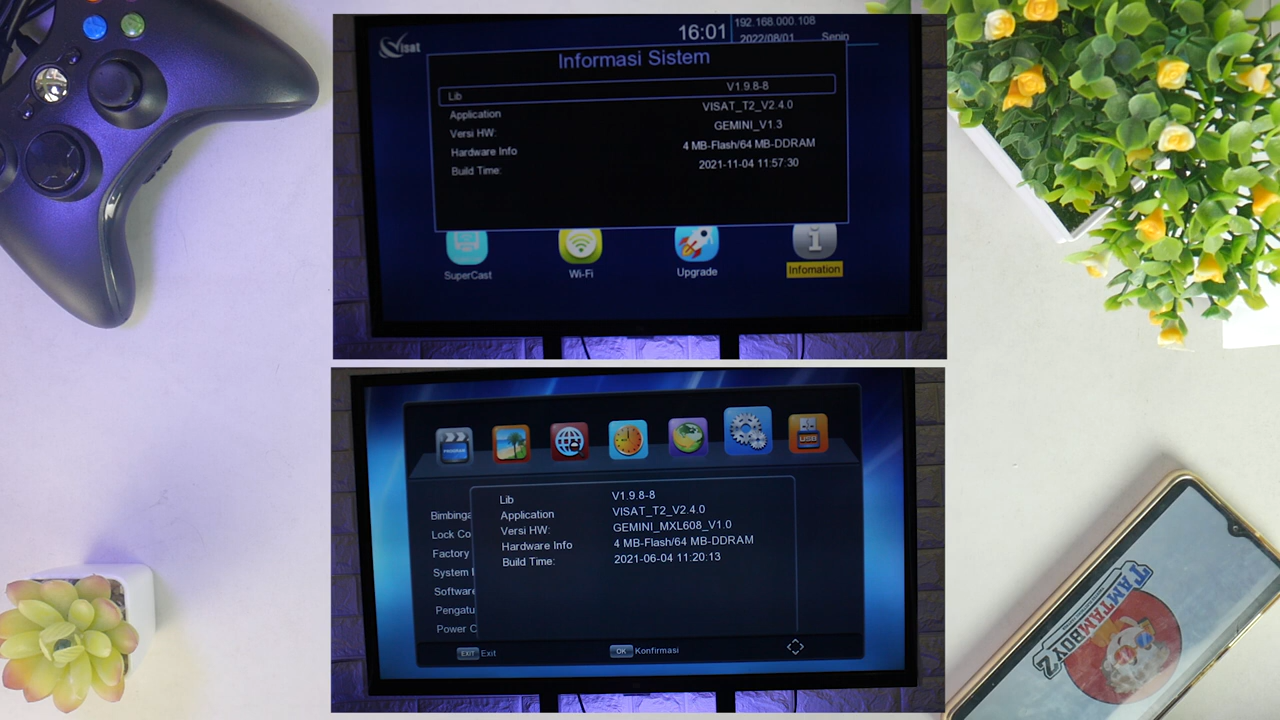 Visat
16:01
192.168.000.108
2022/08/01 Senin
Informasi Sistem
Lib V1.9.8-8
Application VISAT_T2_V2.4.0
Versi HW: GEMINI_V1.3
Hardware Info 4 MB-Flash/64 MB-DDRAM
Build Time: 2021-11-04 11:57:30
SuperCast Wi-Fi Upgrade Infomation
PROGRAM
USB
Lib V1.9.8-8
Application VISAT_T2_V2.4.0
Versi HW: GEMINI_MXL608_V1.0
Hardware Info 4 MB-Flash/64 MB-DDRAM
Build Time: 2021-06-04 11:20:13
Bimbinga
Lock Co
Factory
System I
Software
Pengatu
Power C
EXIT Exit
OK Konfirmasi
TAMTAMBOYZ